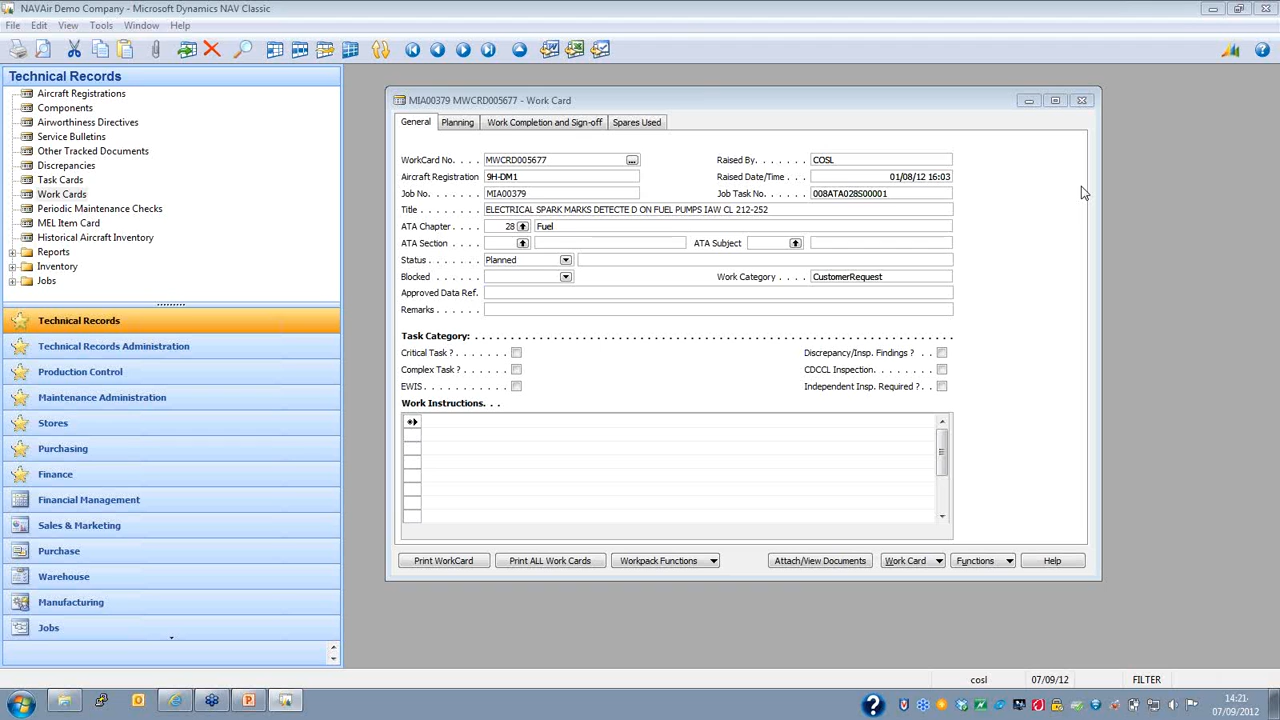 NAVAir Demo Company - Microsoft Dynamics NAV Classic
File Edit View Tools Window Help
Technical Records
Aircraft Registrations
Components
Airworthiness Directives
Service Bulletins
Other Tracked Documents
Discrepancies
Task Cards
Work Cards
Periodic Maintenance Checks
MEL Item Card
Historical Aircraft Inventory
Reports
Inventory
Jobs
Technical Records
Technical Records Administration
Production Control
Maintenance Administration
Stores
Purchasing
Finance
Financial Management
Sales & Marketing
Purchase
Warehouse
Manufacturing
Jobs
MIA00379 MWCRD005677 - Work Card
General Planning Work Completion and Sign-off Spares Used
WorkCard No. . . . . MWCRD005677 ... Raised By. . . . . . . COSL
Aircraft Registration 9H-DM1 Raised Date/Time . . . 01/08/12 16:03
Job No. . . . . . . . . MIA00379 Job Task No. . . . . . 008ATA028S00001
Title . . . . . . . . . . ELECTRICAL SPARK MARKS DETECTE D ON FUEL PUMPS IAW CL 212-252
ATA Chapter . . . . 28 Fuel
ATA Section . . . . ATA Subject . . . .
Status . . . . . . . Planned
Blocked . . . . . . . Work Category . . . . CustomerRequest
Approved Data Ref.
Remarks . . . . . .
Task Category: . . . . . . . . . . . . . . . . . . . . . . . . . . . . . . . . . . . . . . . . . . . .
Critical Task ? . . . . . . . Discrepancy/Insp. Findings ? . .
Complex Task ? . . . . . . CDCCL Inspection. . . . . . . .
EWIS . . . . . . . . . . . Independent Insp. Required ? . .
Work Instructions. . . .
Print WorkCard Print ALL Work Cards Workpack Functions Attach/View Documents Work Card Functions Help
cosl 07/09/12 FILTER
14:21
07/09/2012